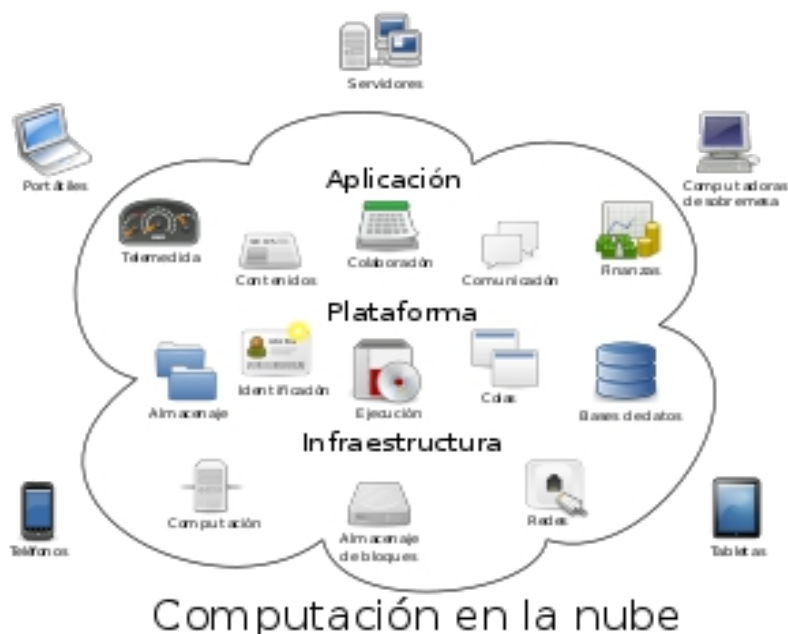 Servidores
Portátiles
Computadoras
de sobremesa
Aplicación
Telemedida
Contenidos
Colaboración
Comunicación
Finanzas
Plataforma
Almacenaje
Identificación
Ejecución
Colas
Bases de datos
Infraestructura
Computación
Almacenaje
de bloques
Redes
Teléfonos
Tabletas
Computación en la nube